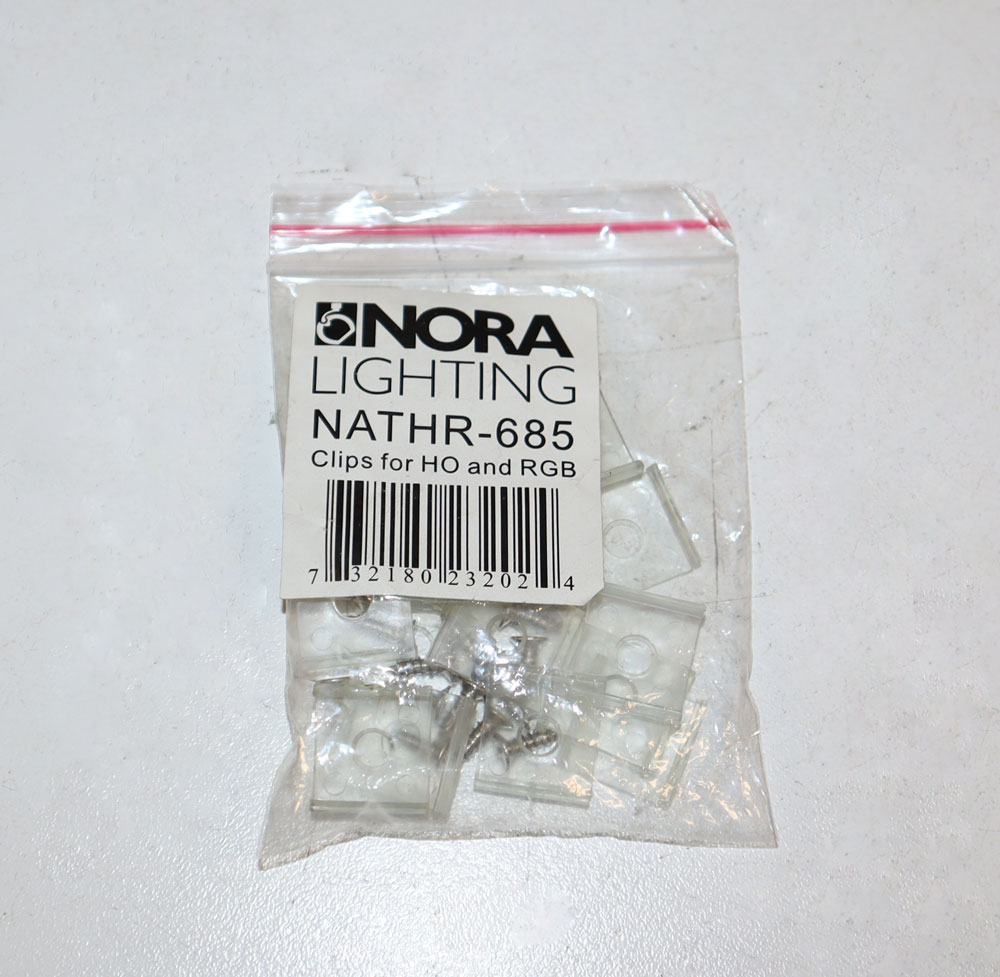 NORA
LIGHTING
NATHR-685
Clips for HO and RGB
7 32180 23202 4